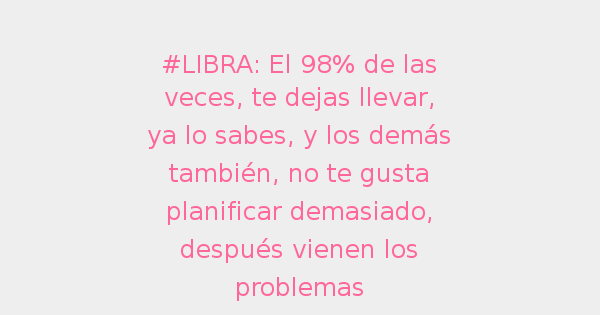 #LIBRA: El 98% de las
veces, te dejas llevar,
ya lo sabes, y los demás
también, no te gusta
planificar demasiado,
después vienen los
problemas